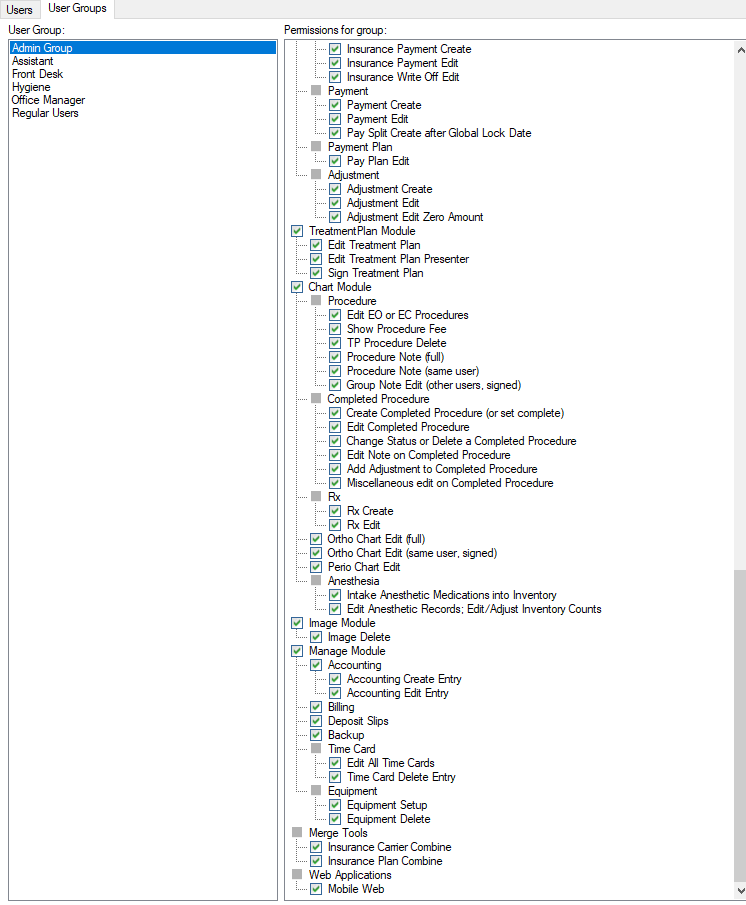 Users
User Groups
User Group:
Admin Group
Assistant
Front Desk
Hygiene
Office Manager
Regular Users
Permissions for group:
Insurance Payment Create
Insurance Payment Edit
Insurance Write Off Edit
Payment
Payment Create
Payment Edit
Pay Split Create after Global Lock Date
Payment Plan
Pay Plan Edit
Adjustment
Adjustment Create
Adjustment Edit
Adjustment Edit Zero Amount
TreatmentPlan Module
Edit Treatment Plan
Edit Treatment Plan Presenter
Sign Treatment Plan
Chart Module
Procedure
Edit EO or EC Procedures
Show Procedure Fee
TP Procedure Delete
Procedure Note (full)
Procedure Note (same user)
Group Note Edit (other users, signed)
Completed Procedure
Create Completed Procedure (or set complete)
Edit Completed Procedure
Change Status or Delete a Completed Procedure
Edit Note on Completed Procedure
Add Adjustment to Completed Procedure
Miscellaneous edit on Completed Procedure
Rx
Rx Create
Rx Edit
Ortho Chart Edit (full)
Ortho Chart Edit (same user, signed)
Perio Chart Edit
Anesthesia
Intake Anesthetic Medications into Inventory
Edit Anesthetic Records; Edit/Adjust Inventory Counts
Image Module
Image Delete
Manage Module
Accounting
Accounting Create Entry
Accounting Edit Entry
Billing
Deposit Slips
Backup
Time Card
Edit All Time Cards
Time Card Delete Entry
Equipment
Equipment Setup
Equipment Delete
Merge Tools
Insurance Carrier Combine
Insurance Plan Combine
Web Applications
Mobile Web